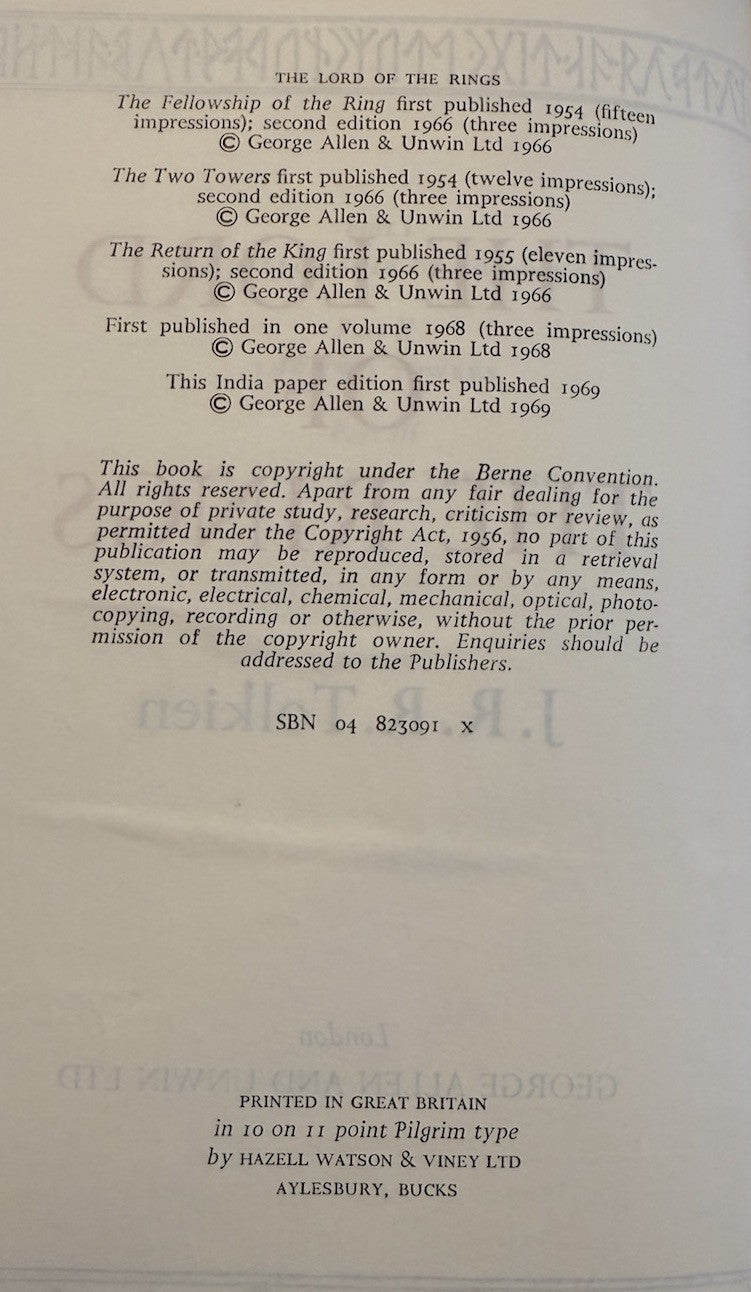 THE LORD OF THE RINGS
The Fellowship of the Ring first published 1954 (fifteen
impressions); second edition 1966 (three impressions)
© George Allen & Unwin Ltd 1966
The Two Towers first published 1954 (twelve impressions);
second edition 1966 (three impressions)
© George Allen & Unwin Ltd 1966
The Return of the King first published 1955 (eleven impres-
sions); second edition 1966 (three impressions)
© George Allen & Unwin Ltd 1966
First published in one volume 1968 (three impressions)
© George Allen & Unwin Ltd 1968
This India paper edition first published 1969
© George Allen & Unwin Ltd 1969
This book is copyright under the Berne Convention.
All rights reserved. Apart from any fair dealing for the
purpose of private study, research, criticism or review, as
permitted under the Copyright Act, 1956, no part of this
publication may be reproduced, stored in a retrieval
system, or transmitted, in any form or by any means,
electronic, electrical, chemical, mechanical, optical, photo-
copying, recording or otherwise, without the prior per-
mission of the copyright owner. Enquiries should be
addressed to the Publishers.
J. R. R. Tolkien
SBN 04 823091 x
London
GEORGE ALLEN AND UNWIN LTD
PRINTED IN GREAT BRITAIN
in 10 on 11 point Pilgrim type
by HAZELL WATSON & VINEY LTD
AYLESBURY, BUCKS